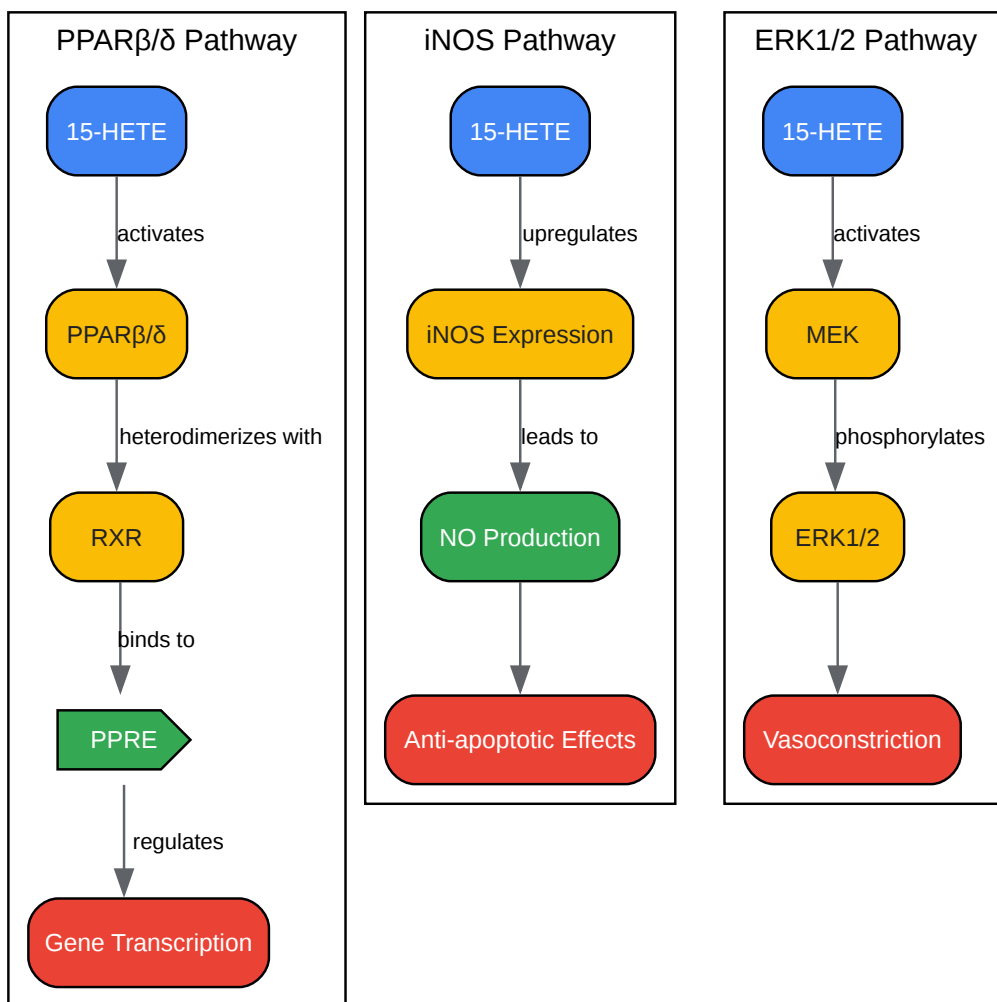 PPARβ/δ Pathway
15-HETE
activates
PPARβ/δ
heterodimerizes with
RXR
binds to
PPRE
regulates
Gene Transcription
iNOS Pathway
15-HETE
upregulates
iNOS Expression
leads to
NO Production
Anti-apoptotic Effects
ERK1/2 Pathway
15-HETE
activates
MEK
phosphorylates
ERK1/2
Vasoconstriction